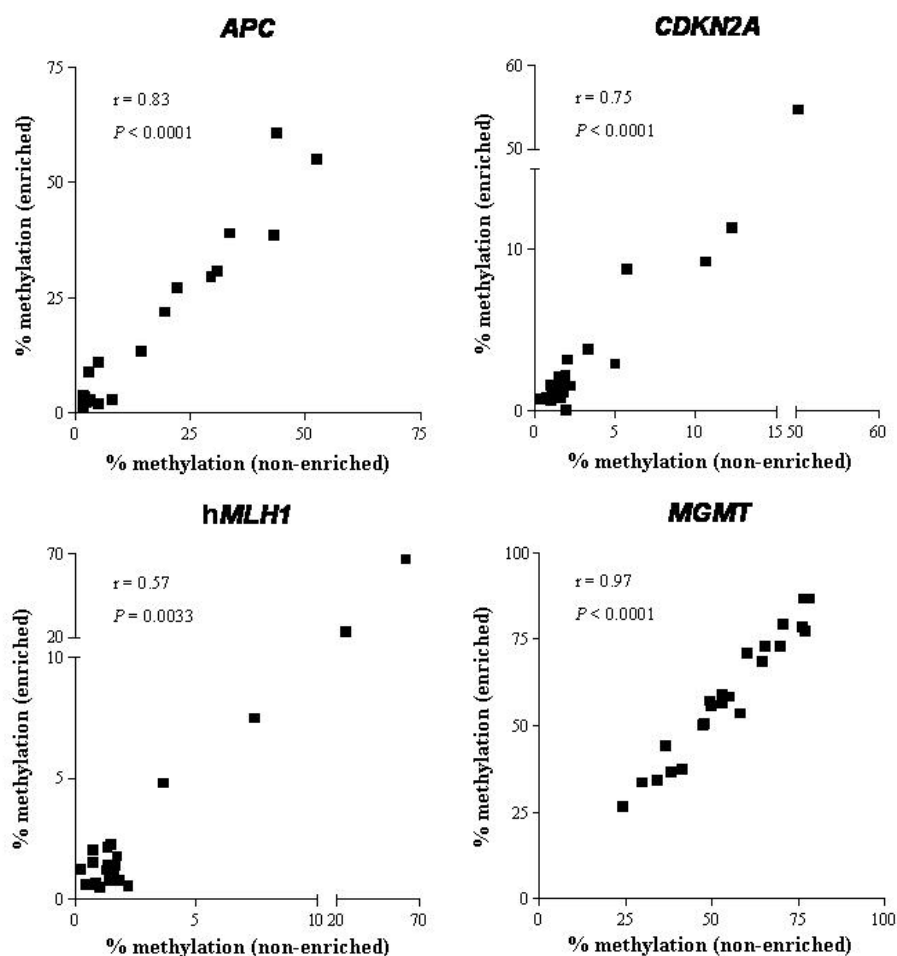 APC
75
50
25
0
r = 0.83
P < 0.0001
% methylation (enriched)
0 25 50 75
% methylation (non-enriched)
CDKN2A
60
50
10
0
r = 0.75
P < 0.0001
% methylation (enriched)
0 5 10 15 50 60
% methylation (non-enriched)
hMLH1
70
20
10
5
0
r = 0.57
P = 0.0033
% methylation (enriched)
0 5 10 20 70
% methylation (non-enriched)
MGMT
100
75
50
25
0
r = 0.97
P < 0.0001
% methylation (enriched)
0 25 50 75 100
% methylation (non-enriched)